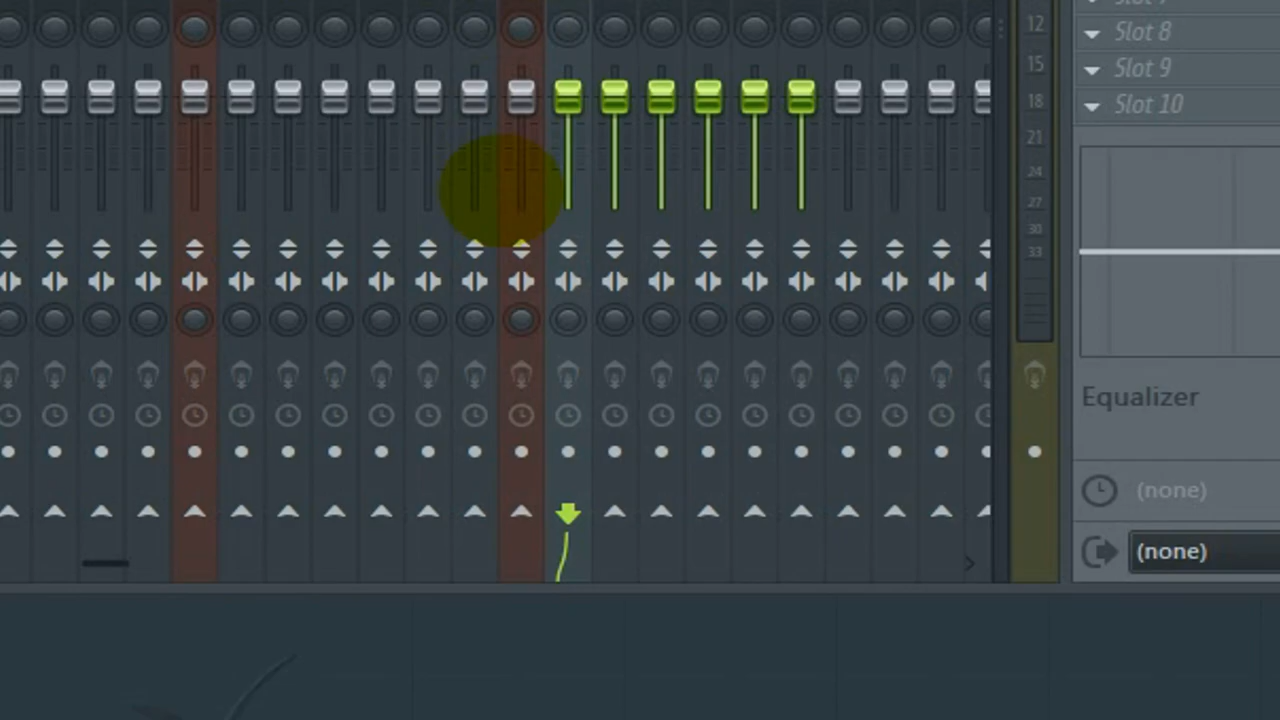 12
15
18
21
24
27
30
33
Slot 8
Slot 9
Slot 10
Equalizer
(none)
(none)